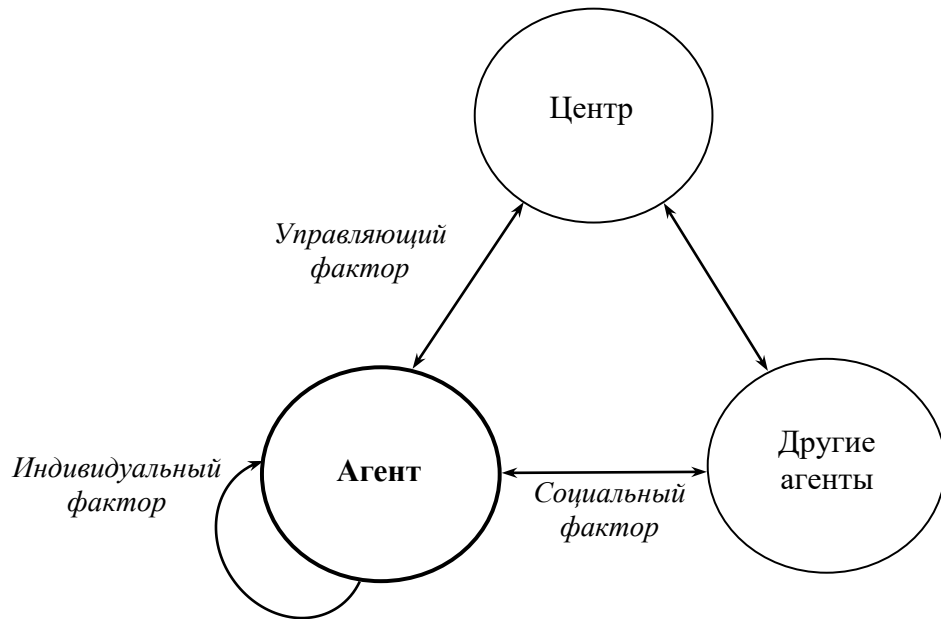 Центр
Управляющий
фактор
Индивидуальный
фактор
Агент
Социальный
фактор
Другие
агенты